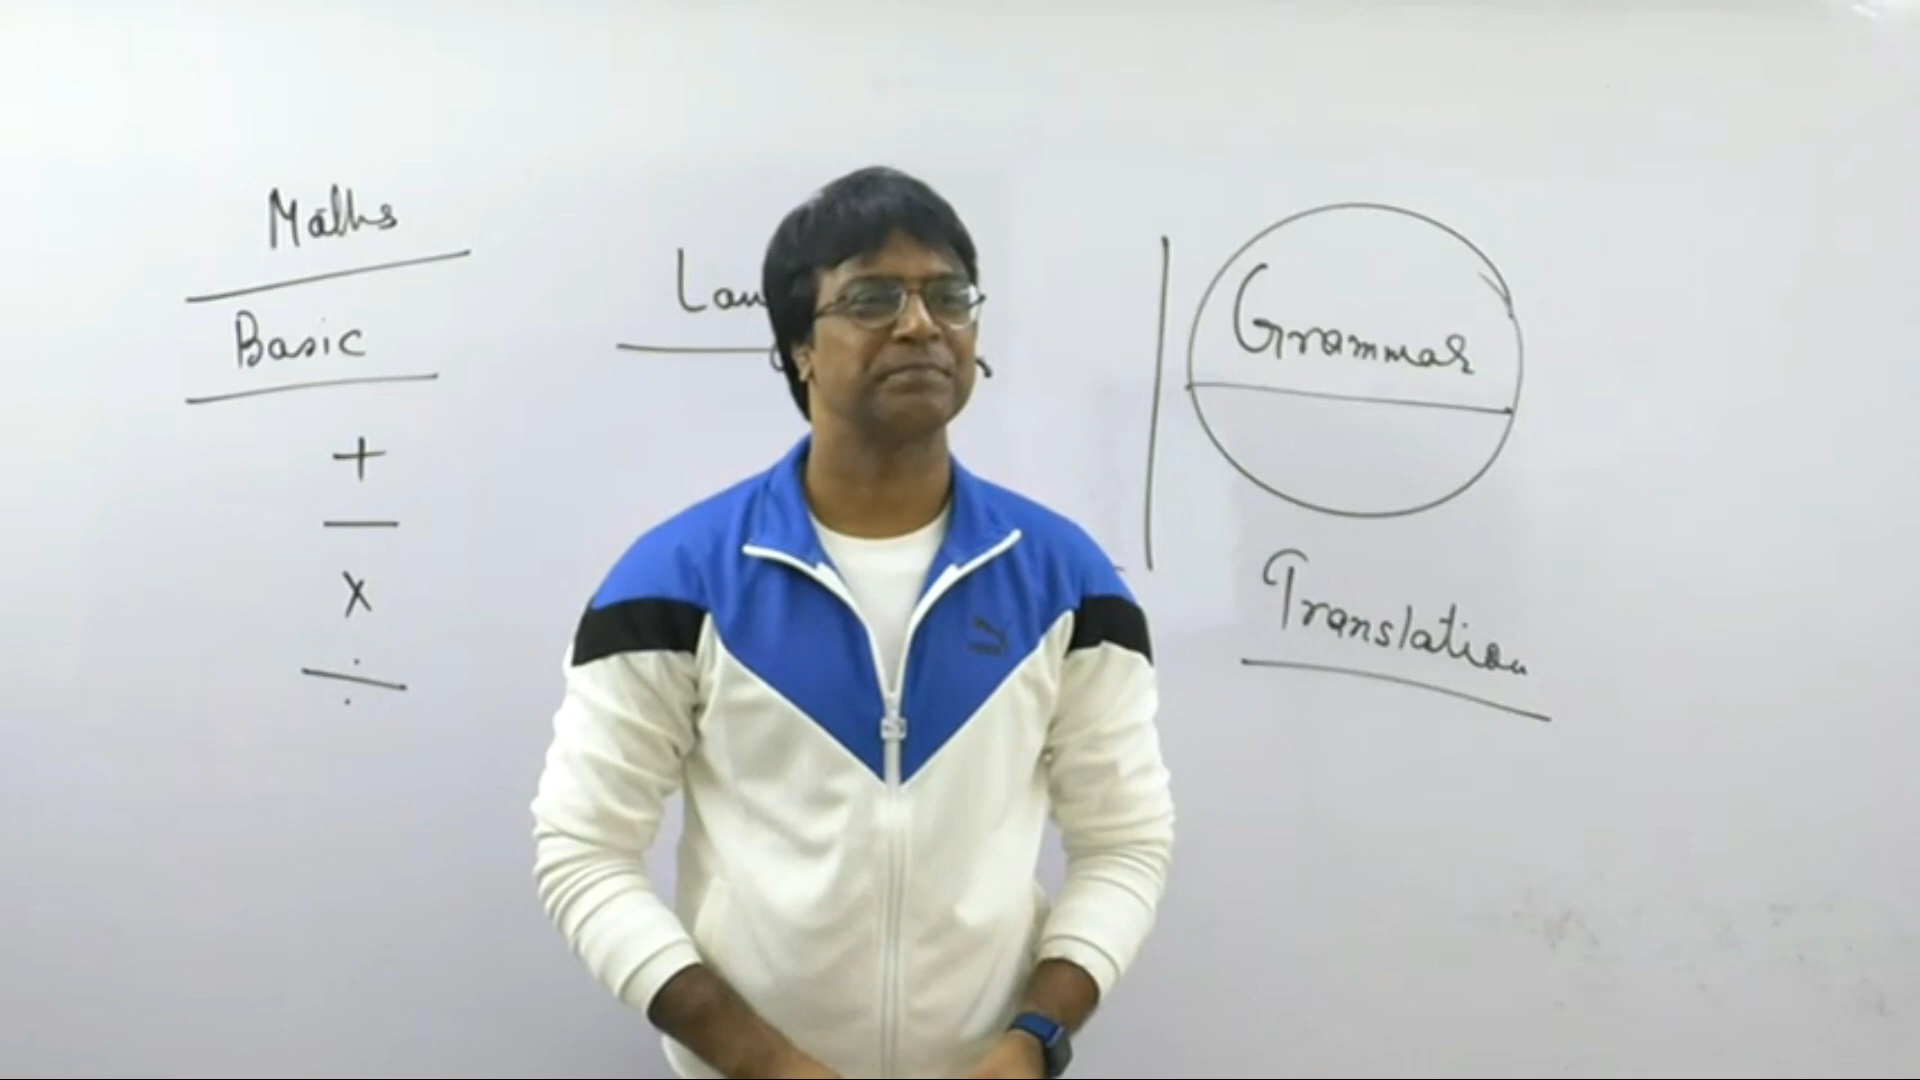 Maths
Basic
+
−
×
÷
Grammar
Translation